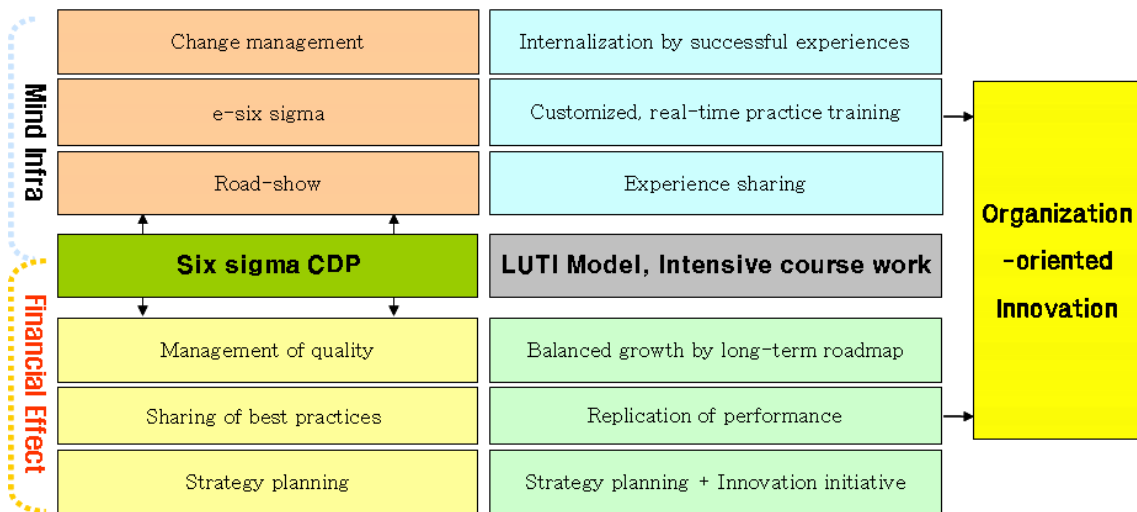 Mind Infra
Change management
Internalization by successful experiences
e-six sigma
Customized, real-time practice training
Road-show
Experience sharing
Six sigma CDP
LUTI Model, Intensive course work
Financial Effect
Management of quality
Balanced growth by long-term roadmap
Sharing of best practices
Replication of performance
Strategy planning
Strategy planning + Innovation initiative
Organization
-oriented
Innovation